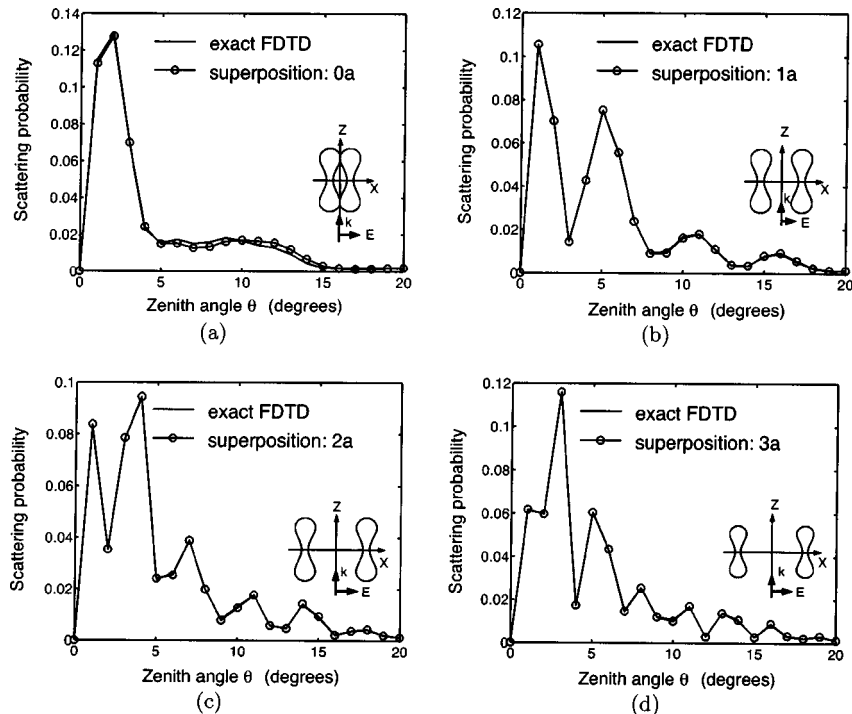 0.14
0.12
0.1
0.08
0.06
0.04
0.02
0
0
5
10
15
20
Scattering probability
Zenith angle θ (degrees)
exact FDTD
superposition: 0a
Z
X
k
E
(a)
0.12
0.1
0.08
0.06
0.04
0.02
0
0
5
10
15
20
Scattering probability
Zenith angle θ (degrees)
exact FDTD
superposition: 1a
Z
X
k
E
(b)
0.1
0.08
0.06
0.04
0.02
0
0
5
10
15
20
Scattering probability
Zenith angle θ (degrees)
exact FDTD
superposition: 2a
Z
X
k
E
(c)
0.12
0.1
0.08
0.06
0.04
0.02
0
0
5
10
15
20
Scattering probability
Zenith angle θ (degrees)
exact FDTD
superposition: 3a
Z
X
k
E
(d)